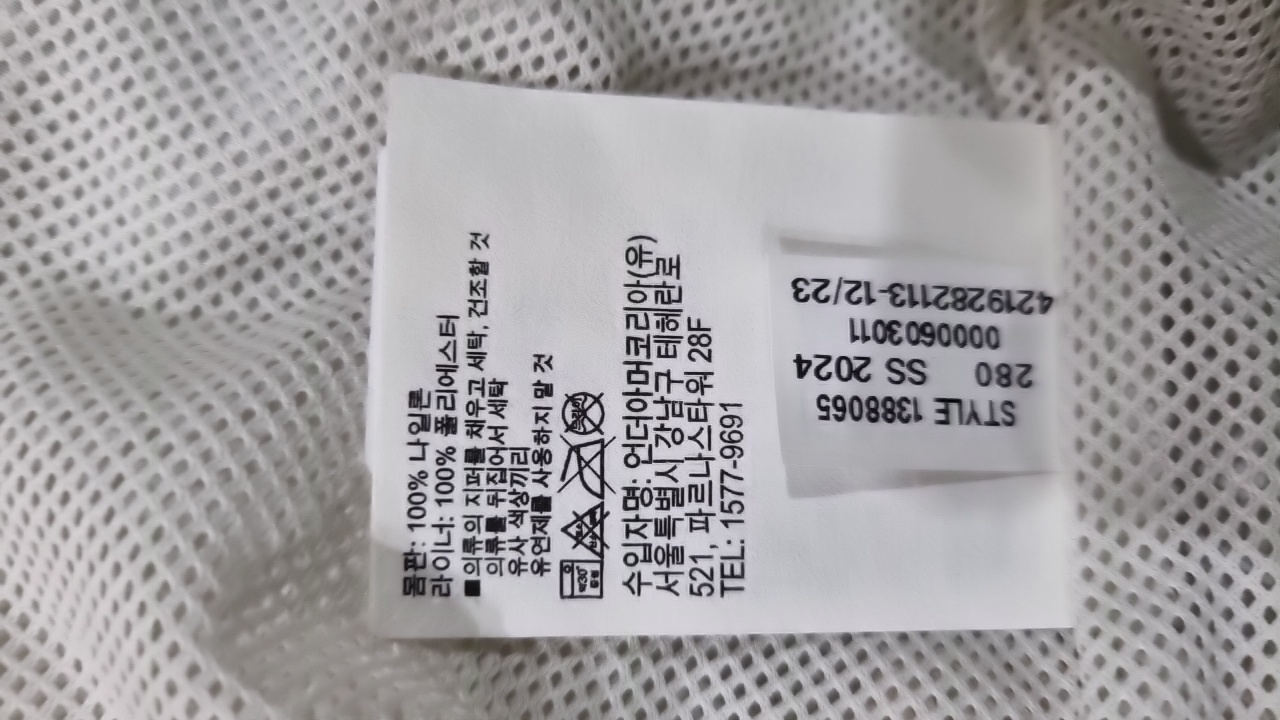 몸판: 100% 나일론
라이너: 100% 폴리에스터
■ 의류의 지퍼를 채우고 세탁, 건조할 것
의류를 뒤집어서 세탁
유사 색상끼리
유연제를 사용하지 말 것
수입자명: 언더아머코리아(유)
서울특별시 강남구 테헤란로
521, 파르나스타워 28F
TEL: 1577-9691
STYLE 1388065
280 SS 2024
0000603011
4219282113-12/23